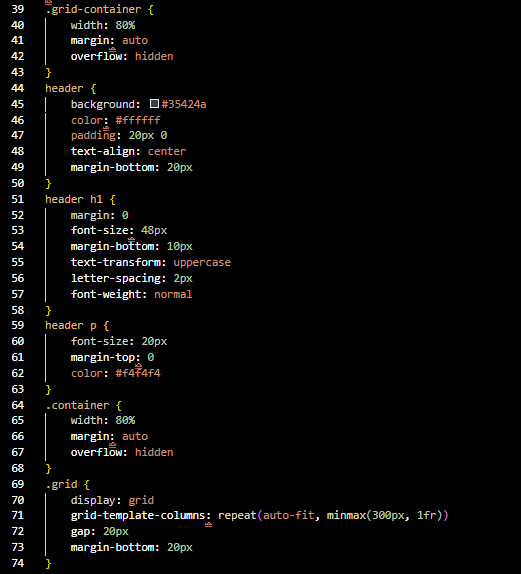 39 .grid-container {
40 width: 80%
41 margin: auto
42 overflow: hidden
43 }
44 header {
45 background: #35424a
46 color: #ffffff
47 padding: 20px 0
48 text-align: center
49 margin-bottom: 20px
50 }
51 header h1 {
52 margin: 0
53 font-size: 48px
54 margin-bottom: 10px
55 text-transform: uppercase
56 letter-spacing: 2px
57 font-weight: normal
58 }
59 header p {
60 font-size: 20px
61 margin-top: 0
62 color: #f4f4f4
63 }
64 .container {
65 width: 80%
66 margin: auto
67 overflow: hidden
68 }
69 .grid {
70 display: grid
71 grid-template-columns: repeat(auto-fit, minmax(300px, 1fr))
72 gap: 20px
73 margin-bottom: 20px
74 }